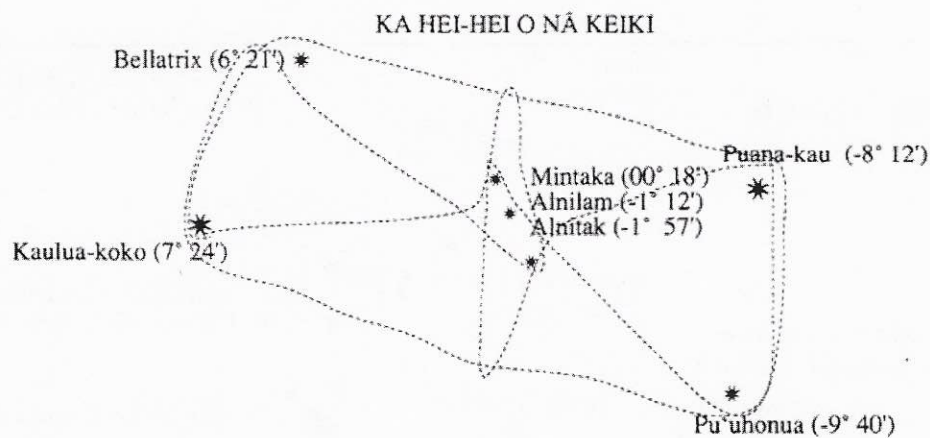 KA HEI-HEI O NÂ KEIKI
Bellatrix (6° 21')
Puana-kau (-8° 12')
Mintaka (00° 18')
Alnilam (-1° 12')
Alnitak (-1° 57')
Kaulua-koko (7° 24')
Pu'uhonua (-9° 40')